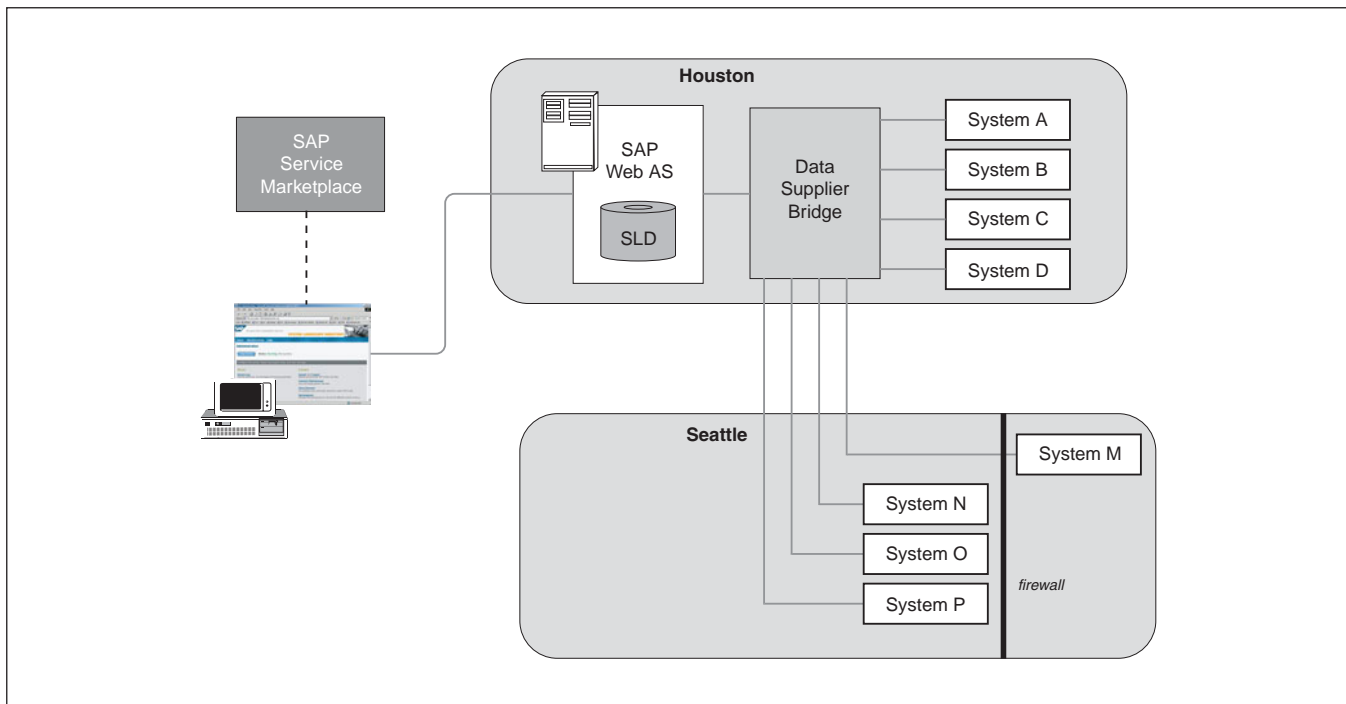 Houston
SAP
Service
Marketplace
SAP
Web AS
SLD
Data
Supplier
Bridge
System A
System B
System C
System D
Seattle
System M
System N
System O
System P
firewall